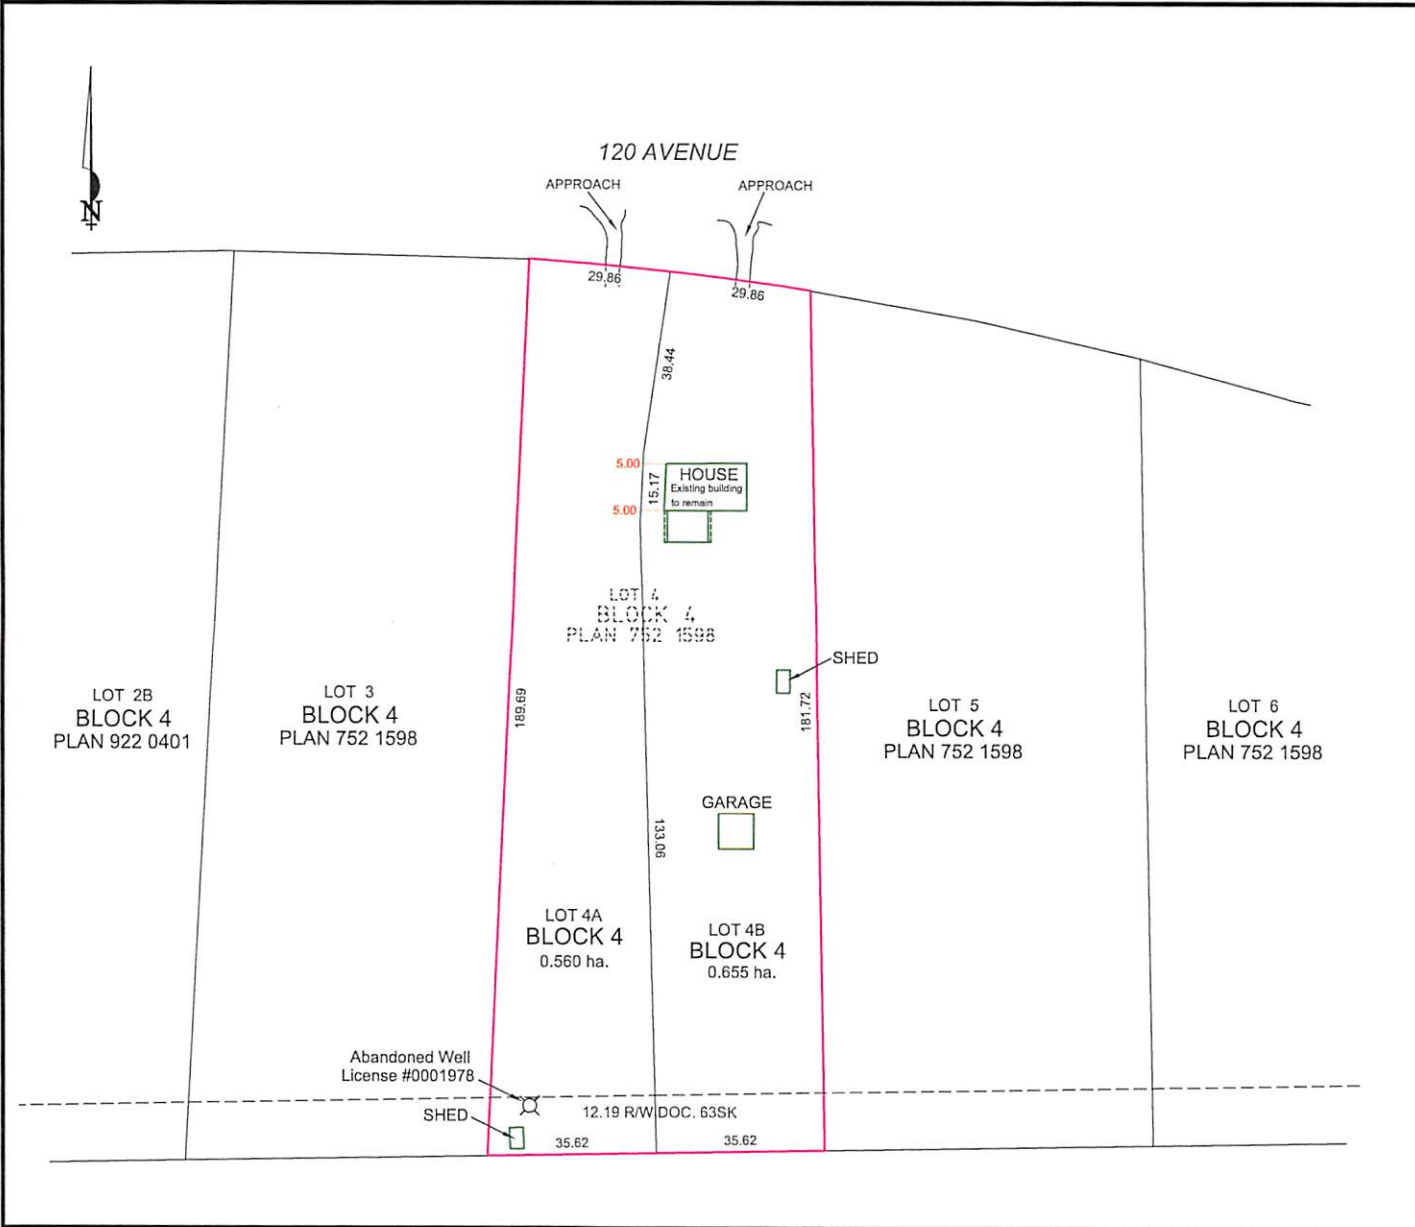 120 AVENUE
APPROACH
APPROACH
N
29.86
29.86
38.44
5.00
15.17
HOUSE
Existing building
to remain
5.00
LOT 4
BLOCK 4
PLAN 752 1598
SHED
189.69
181.72
LOT 2B
BLOCK 4
PLAN 922 0401
LOT 3
BLOCK 4
PLAN 752 1598
LOT 5
BLOCK 4
PLAN 752 1598
LOT 6
BLOCK 4
PLAN 752 1598
GARAGE
133.06
LOT 4A
BLOCK 4
0.560 ha.
LOT 4B
BLOCK 4
0.655 ha.
Abandoned Well
License #0001978
SHED
12.19 R/W DOC. 63SK
35.62
35.62